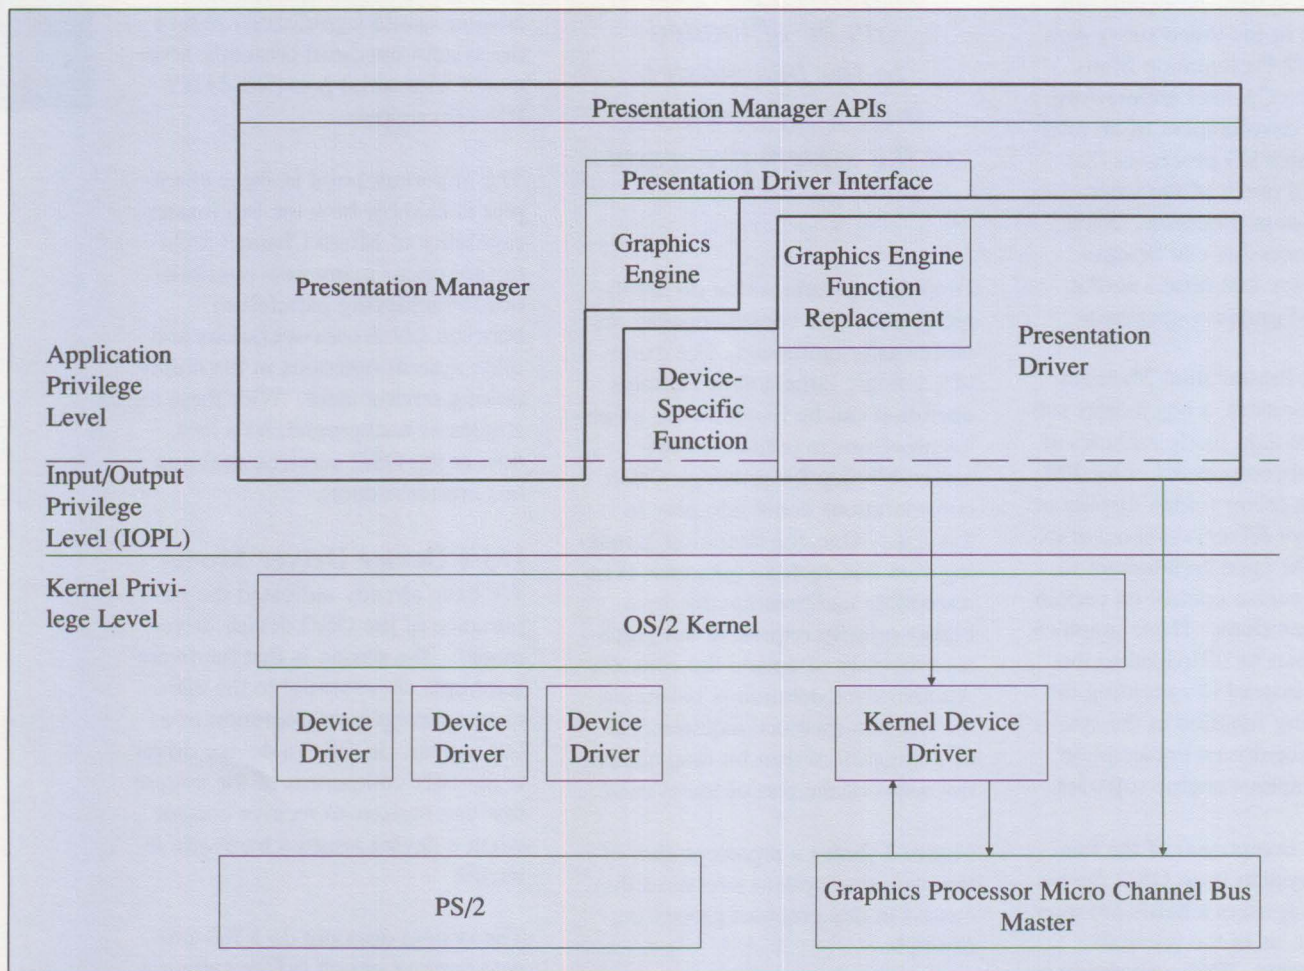 Presentation Manager APIs
Presentation Driver Interface
Graphics
Engine
Graphics Engine
Function
Replacement
Presentation Manager
Presentation
Driver
Device-
Specific
Function
Application
Privilege
Level
Input/Output
Privilege
Level (IOPL)
Kernel Privi-
lege Level
OS/2 Kernel
Device
Driver
Device
Driver
Device
Driver
Kernel Device
Driver
PS/2
Graphics Processor Micro Channel Bus
Master